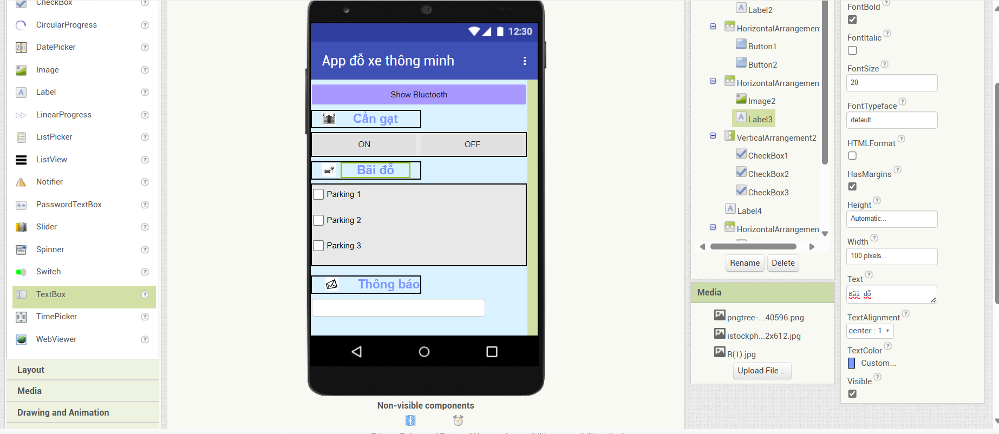 CheckBox
CircularProgress
DatePicker
Image
Label
LinearProgress
ListPicker
ListView
Notifier
PasswordTextBox
Slider
Spinner
Switch
TextBox
TimePicker
WebViewer
Layout
Media
Drawing and Animation
12:30
App đỗ xe thông minh
Show Bluetooth
Cần gạt
ON OFF
Bãi đỗ
Parking 1
Parking 2
Parking 3
Thông báo
Non-visible components
Label2
HorizontalArrangemen
Button1
Button2
HorizontalArrangemen
Image2
Label3
VerticalArrangement2
CheckBox1
CheckBox2
CheckBox3
Label4
HorizontalArrangemen
Rename Delete
Media
pngtree-...40596.png
istockph...2x612.jpg
R(1).jpg
Upload File ...
FontBold
FontItalic
FontSize
20
FontTypeface
default...
HTMLFormat
HasMargins
Height
Automatic...
Width
100 pixels...
Text
Bãi đỗ
TextAlignment
center : 1
TextColor
Custom...
Visible